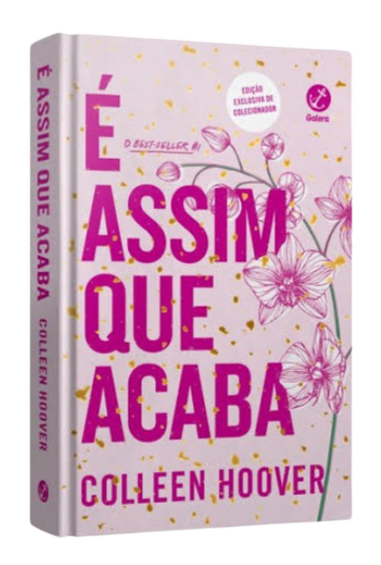 É ASSIM QUE ACABA
COLLEEN HOOVER
EDIÇÃO
EXCLUSIVA DE
COLECIONADOR
Galera
É
O BEST-SELLER #1
ASSIM
QUE
ACABA
COLLEEN HOOVER